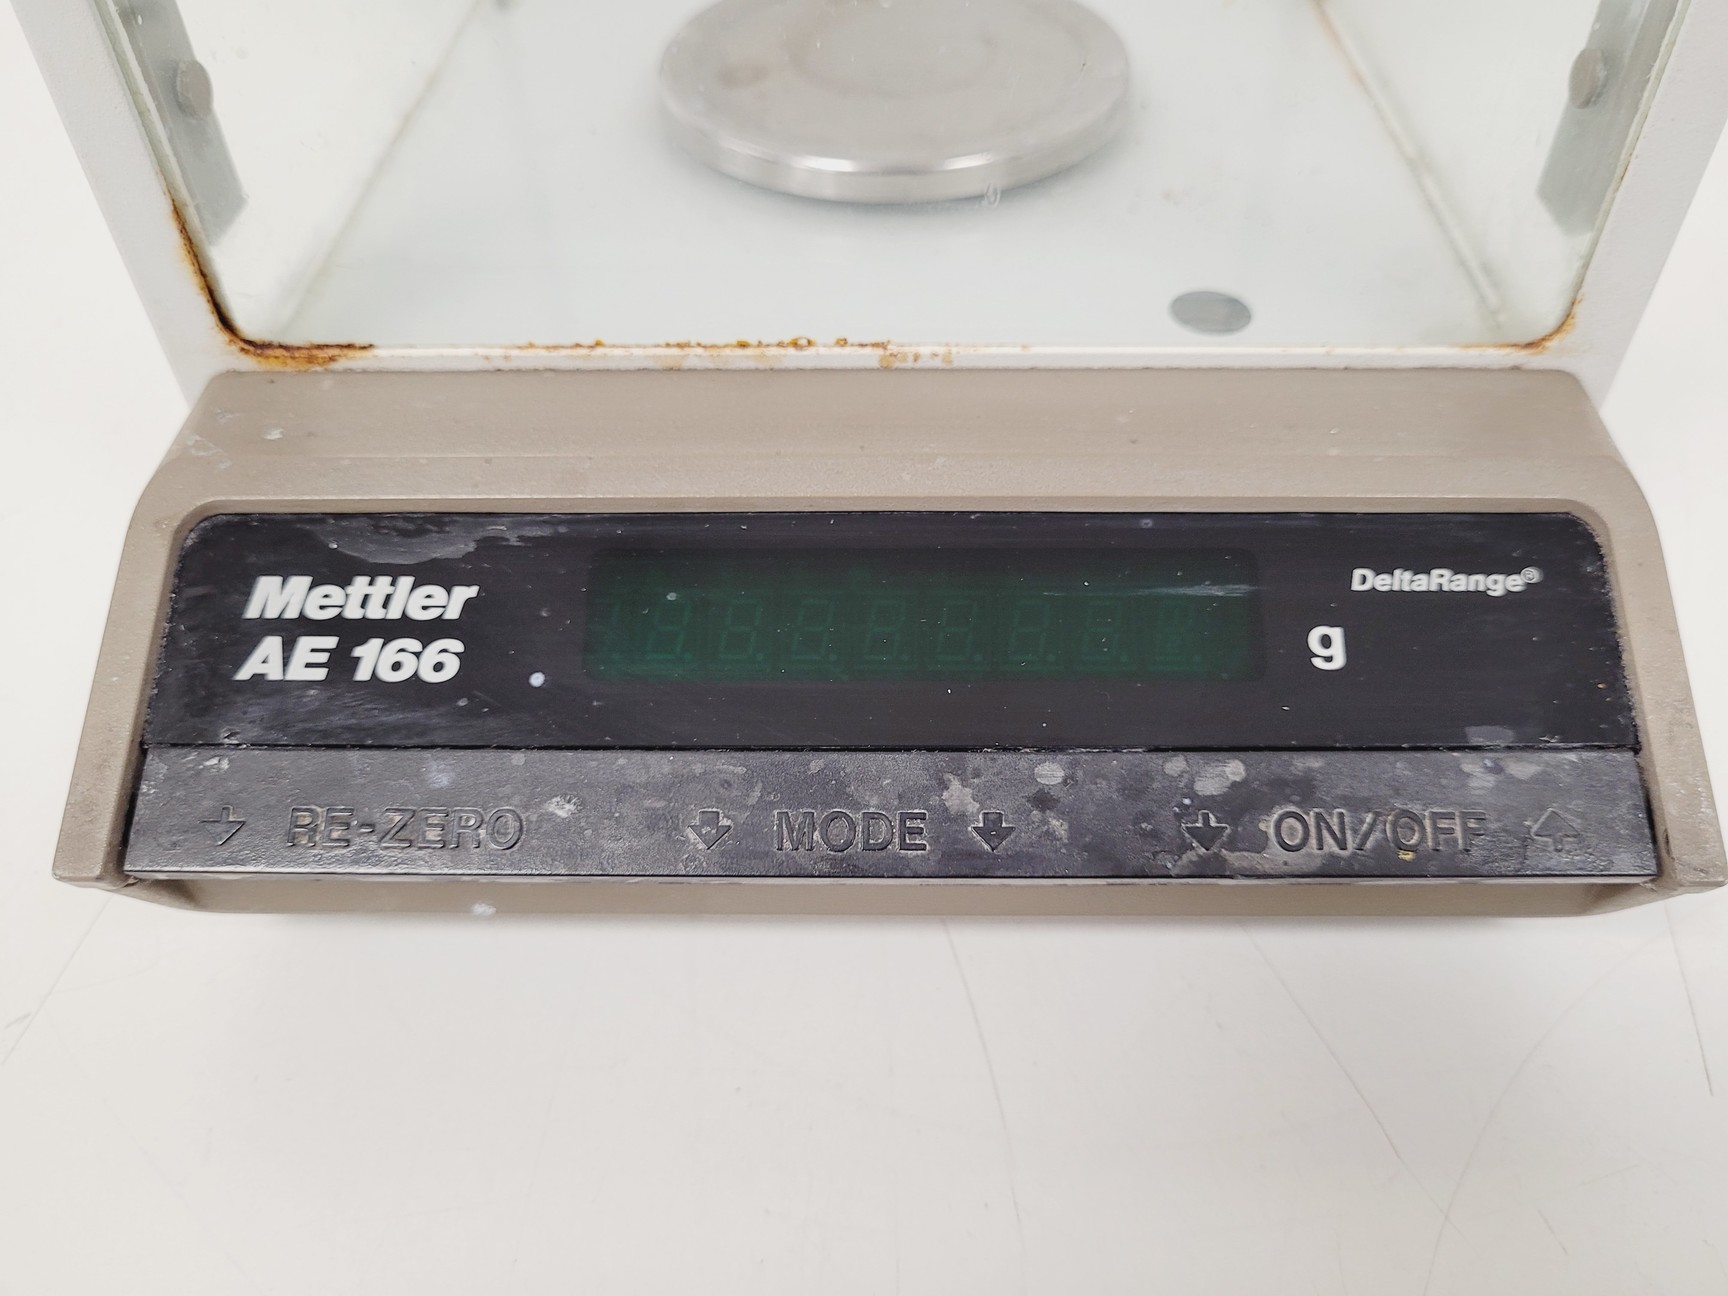 Mettler
AE 166
DeltaRange®
g
RE-ZERO
MODE
ON/OFF